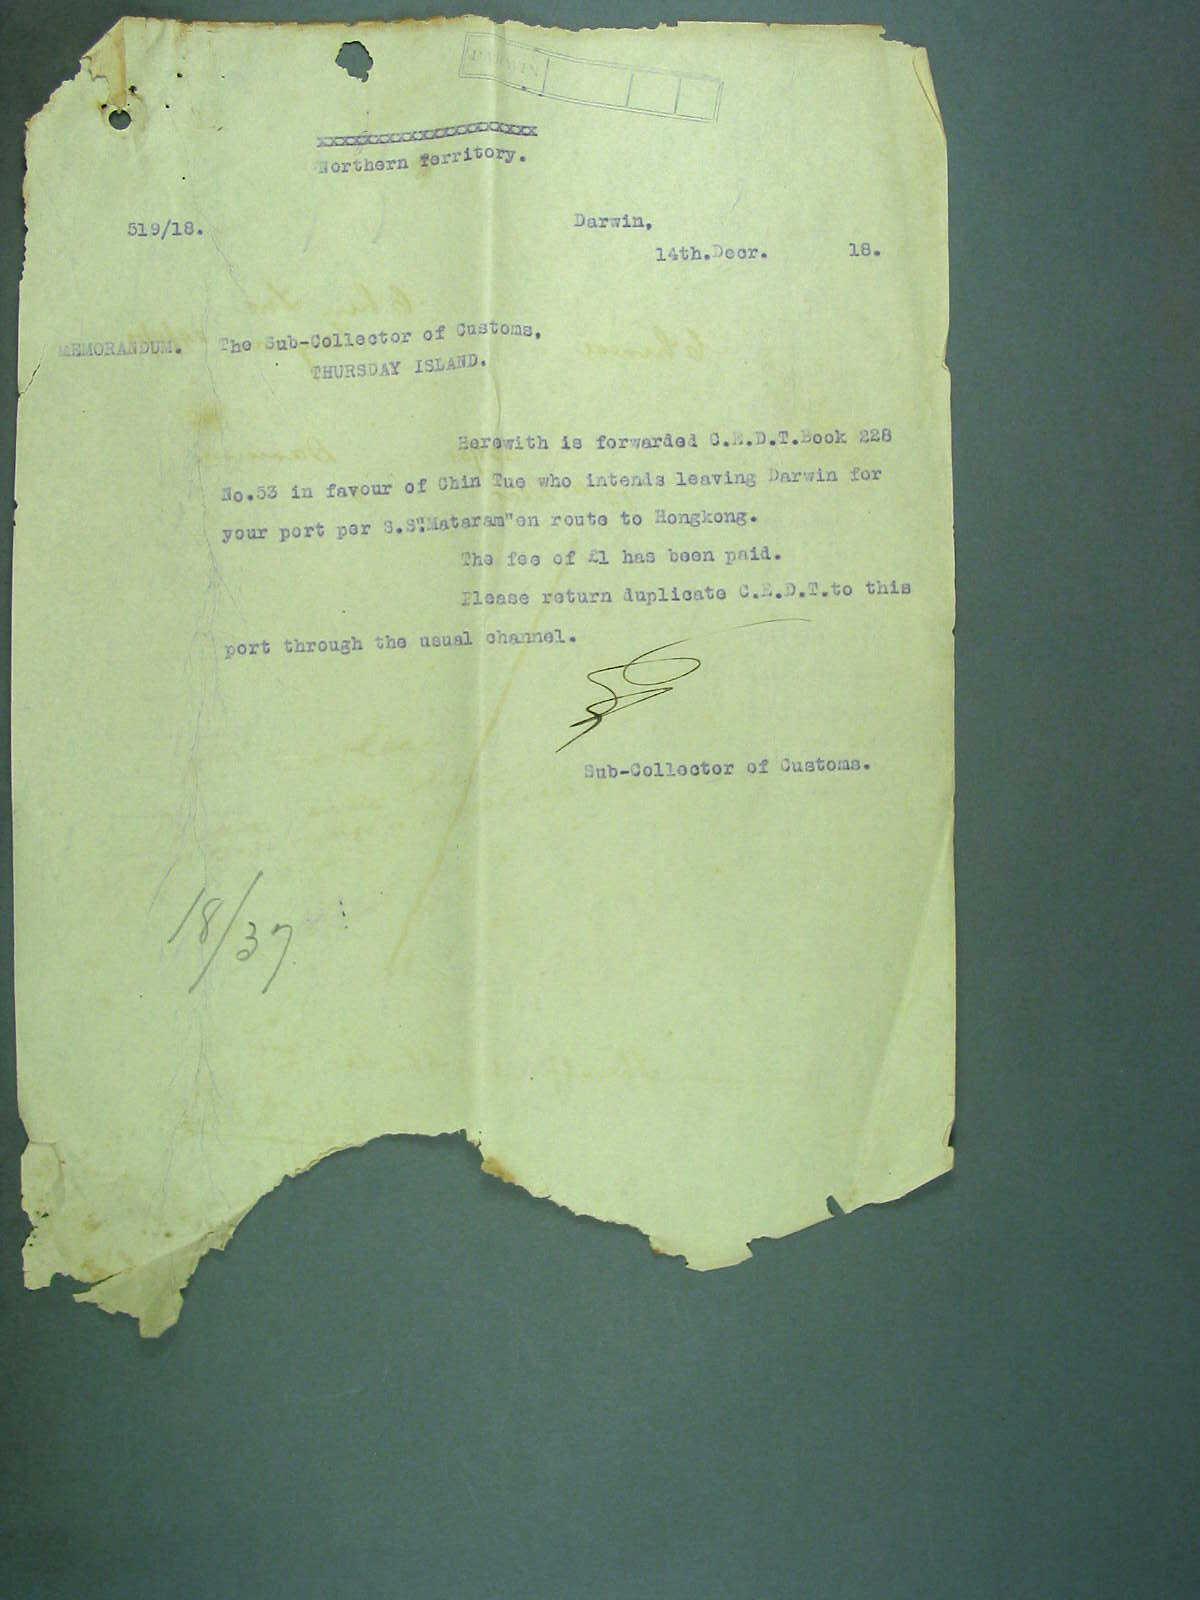 DARWIN
xxxxxxxxxxxxxxxxxxxxx
Northern Territory.
519/18.
Darwin,
14th.Decr. 18.
MEMORANDUM. The Sub-Collector of Customs,
THURSDAY ISLAND.
Herewith is forwarded C.E.D.T.Book 228
No.53 in favour of Chin Tue who intends leaving Darwin for
your port per S.S."Mataram"en route to Hongkong.
The fee of £1 has been paid.
Please return duplicate C.E.D.T.to this
port through the usual channel.
Sub-Collector of Customs.
18/37